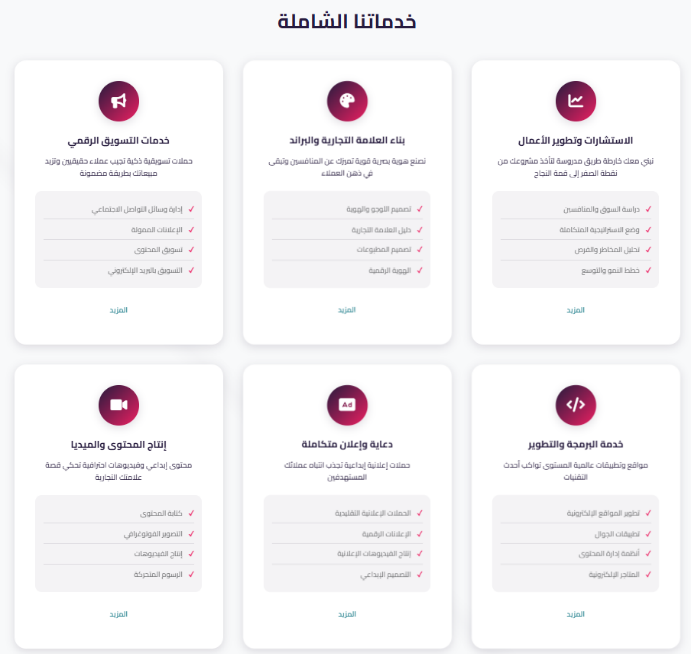 خدماتنا الشاملة
الاستشارات وتطوير الأعمال
نبني معك خارطة طريق مدروسة لتأخذ مشروعك من
نقطة الصفر إلى قمة النجاح
✓ دراسة السوق والمنافسين
✓ وضع الاستراتيجية المتكاملة
✓ تحليل المخاطر والفرص
✓ خطط النمو والتوسع
المزيد
بناء العلامة التجارية والبراند
نصنع هوية بصرية قوية تميزك عن المنافسين وتبقى
في ذهن العملاء
✓ تصميم اللوجو والهوية
✓ دليل العلامة التجارية
✓ تصميم المطبوعات
✓ الهوية الرقمية
المزيد
خدمات التسويق الرقمي
حملات تسويقية ذكية تجيب عملاء حقيقيين وتزيد
مبيعاتك بطريقة مضمونة
✓ إدارة وسائل التواصل الاجتماعي
✓ الإعلانات الممولة
✓ تسويق المحتوى
✓ التسويق بالبريد الإلكتروني
المزيد
خدمة البرمجة والتطوير
مواقع وتطبيقات عالمية المستوى تواكب أحدث
التقنيات
✓ تطوير المواقع الإلكترونية
✓ تطبيقات الجوال
✓ أنظمة إدارة المحتوى
✓ المتاجر الإلكترونية
المزيد
Ad
دعاية وإعلان متكاملة
حملات إعلانية إبداعية تجذب انتباه عملائك
المستهدفين
✓ الحملات الإعلانية التقليدية
✓ الإعلانات الرقمية
✓ إنتاج الفيديوهات الإعلانية
✓ التصميم الإبداعي
المزيد
إنتاج المحتوى والميديا
محتوى إبداعي وفيديوهات احترافية تحكي قصة
علامتك التجارية
✓ كتابة المحتوى
✓ التصوير الفوتوغرافي
✓ إنتاج الفيديوهات
✓ الرسوم المتحركة
المزيد